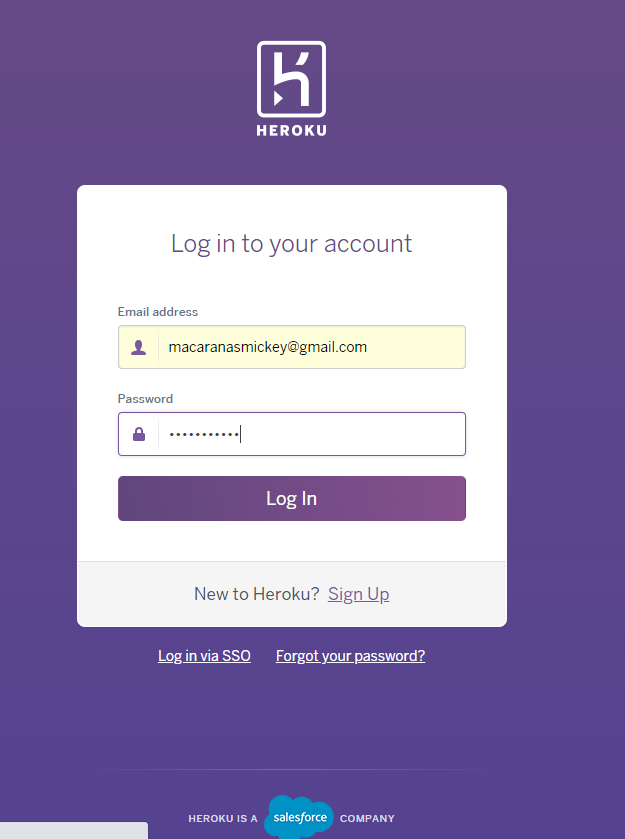 HEROKU
Log in to your account
Email address
macaranasmickey@gmail.com
Password
•••••••••••
Log In
New to Heroku? Sign Up
Log in via SSO Forgot your password?
HEROKU IS A salesforce COMPANY